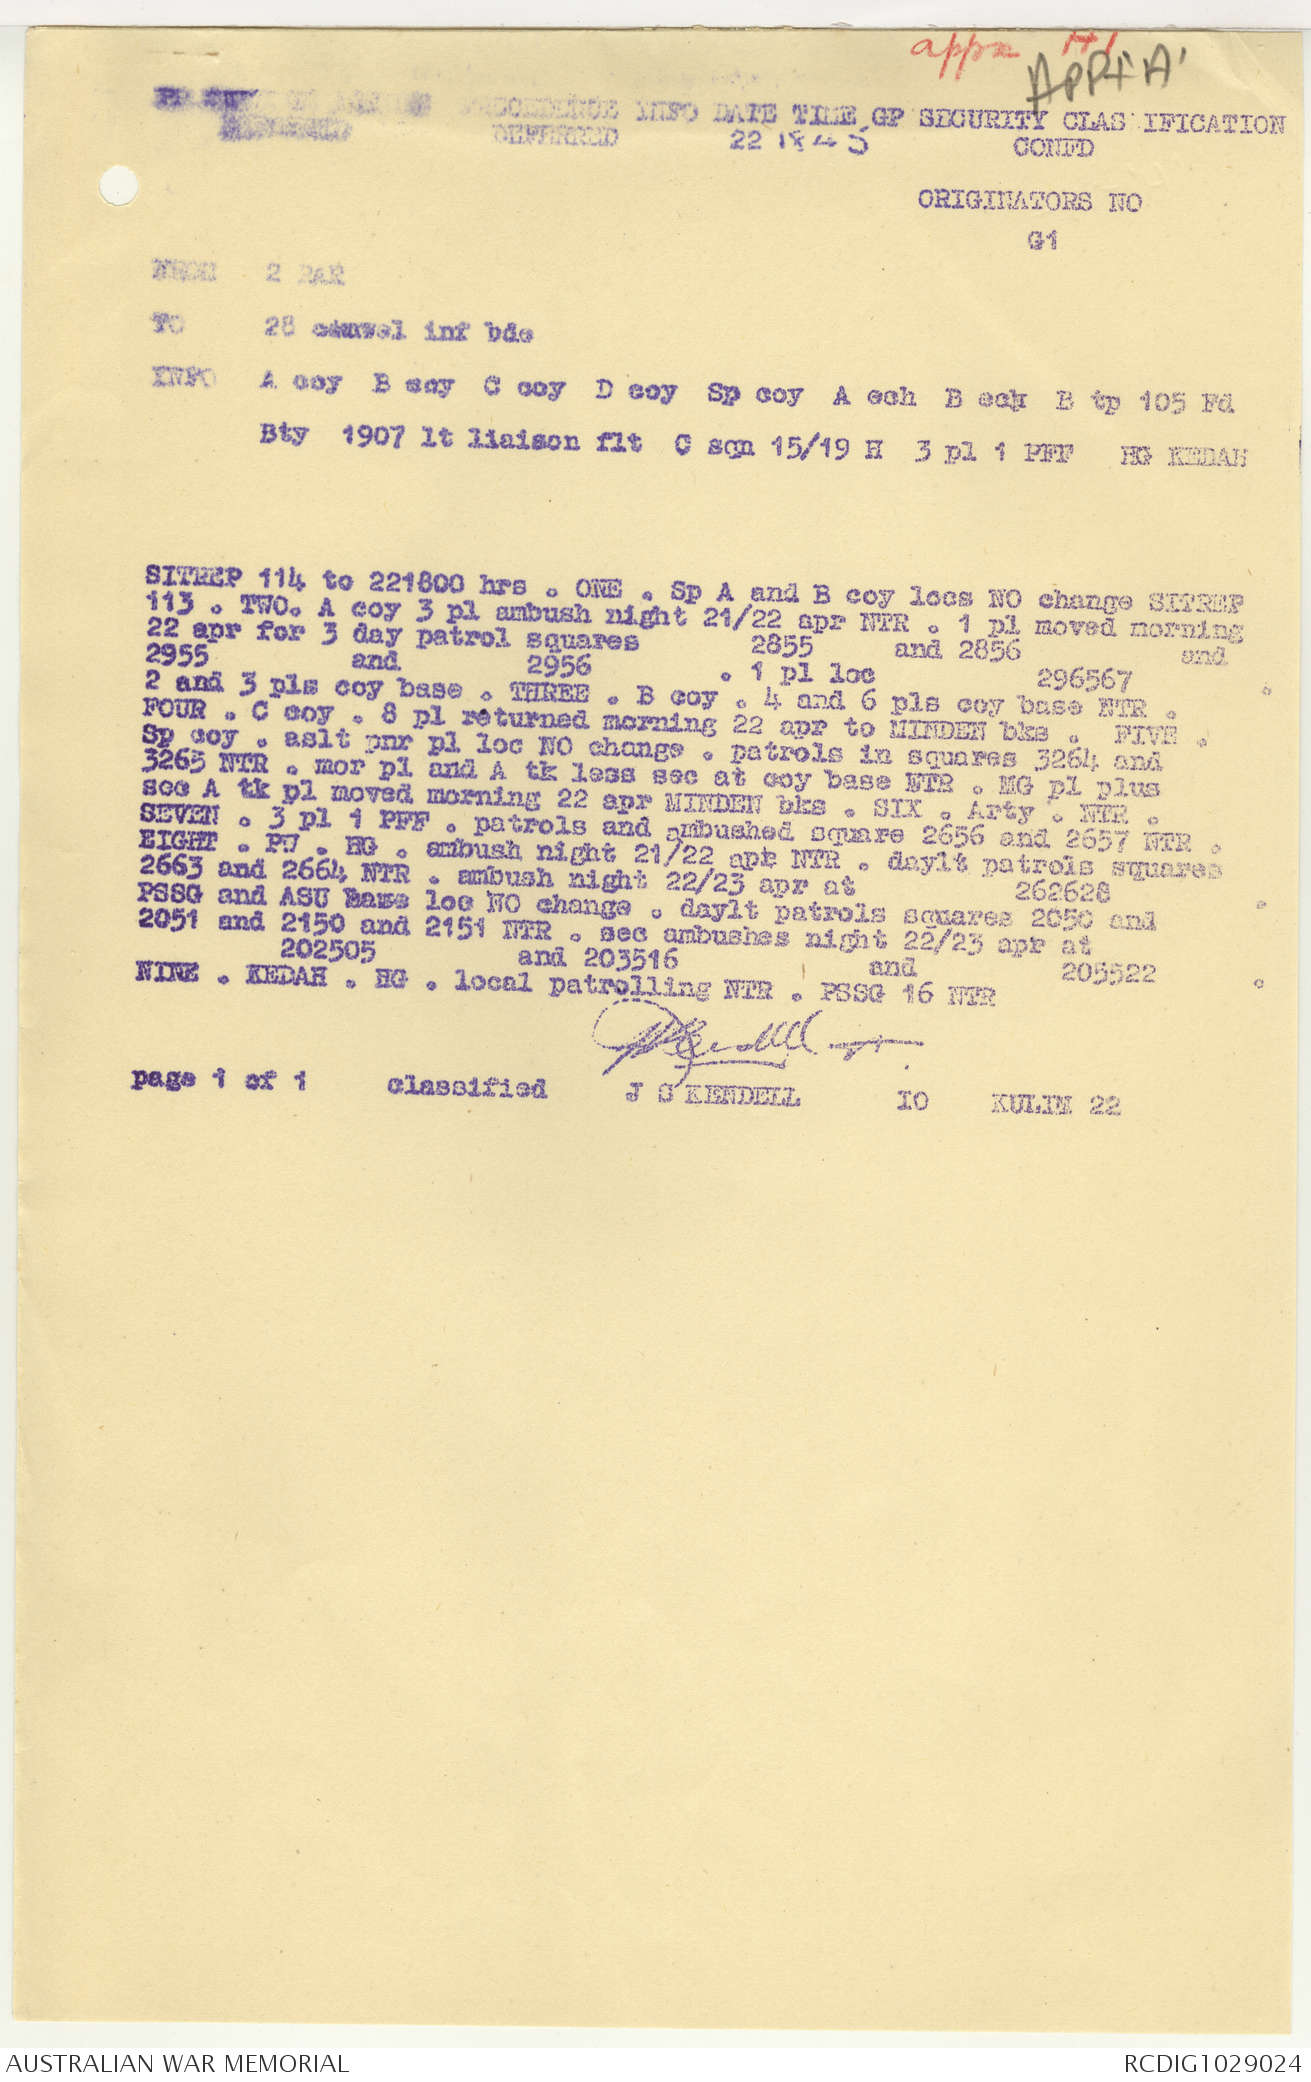 appx H1
APPX 'A'
PRECEDENCE INFO DATE TIME GP SECURITY CLAS IFICATION
DEFERRED 22 1845 CONFD
ORIGINATORS NO
G1
FROM 2 RAR
TO 28 comwel inf bde
INFO A coy B coy C coy D coy Sp coy A ech B ech B tp 105 Fd
Bty 1907 lt liaison flt C sqn 15/19 H 3 pl 1 PFF HG KEDAH
SITREP 114 to 221800 hrs . ONE . Sp A and B coy locs NO change SITREP
113 . TWO. A coy 3 pl ambush night 21/22 apr NTR . 1 pl moved morning
22 apr for 3 day patrol squares 2855 and 2856 and
2955 and 2956 . 1 pl loc 296567 .
2 and 3 pls coy base . THREE . B coy . 4 and 6 pls coy base NTR .
FOUR . C coy . 8 pl returned morning 22 apr to MINDEN bks . FIVE .
Sp coy . aslt pnr pl loc NO change . patrols in squares 3264 and
3265 NTR . mor pl and A tk less sec at coy base NTR . MG pl plus
sec A tk pl moved morning 22 apr MINDEN bks . SIX . Arty . NTR .
SEVEN . 3 pl 1 PFF . patrols and ambushed square 2656 and 2657 NTR .
EIGHT . PW . HG . ambush night 21/22 apr NTR . daylt patrols squares
2663 and 2664 NTR . ambush night 22/23 apr at 262628 .
PSSG and ASU base loc NO change . daylt patrols squares 2050 and
2051 and 2150 and 2151 NTR . sec ambushes night 22/23 apr at
202505 and 203516 and 205522 .
NINE . KEDAH . HG . local patrolling NTR . PSSG 16 NTR
page 1 of 1 classified J S KENDELL IO KULIM 22
AUSTRALIAN WAR MEMORIAL RCDIG1029024